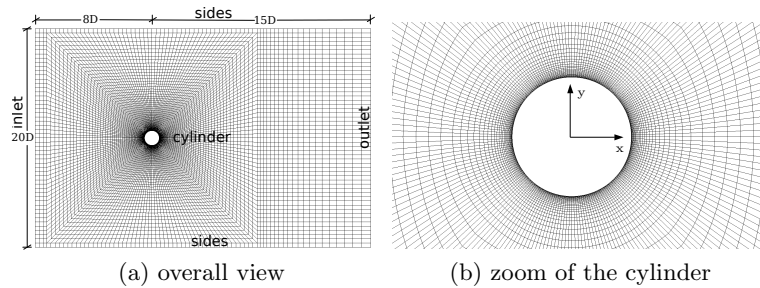 sides
8D
15D
inlet
20D
cylinder
outlet
sides
y
x
(a) overall view
(b) zoom of the cylinder